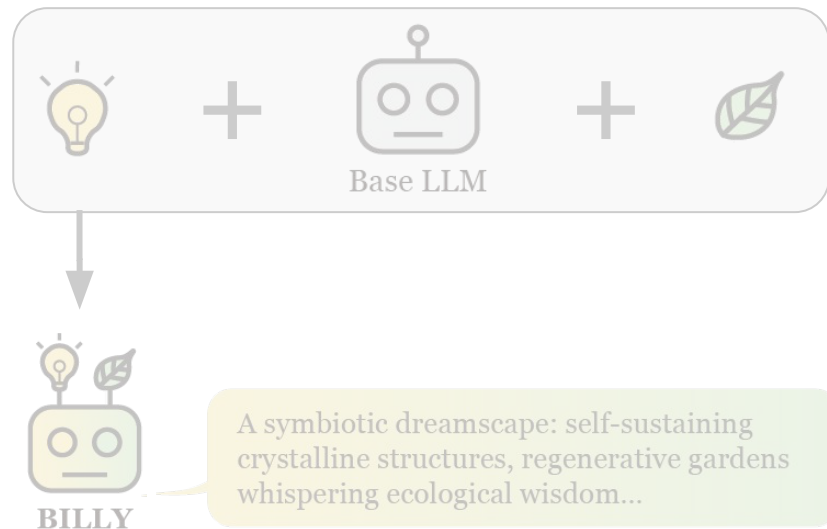 Base LLM
A symbiotic dreamscape: self-sustaining
crystalline structures, regenerative gardens
whispering ecological wisdom...
BILLY